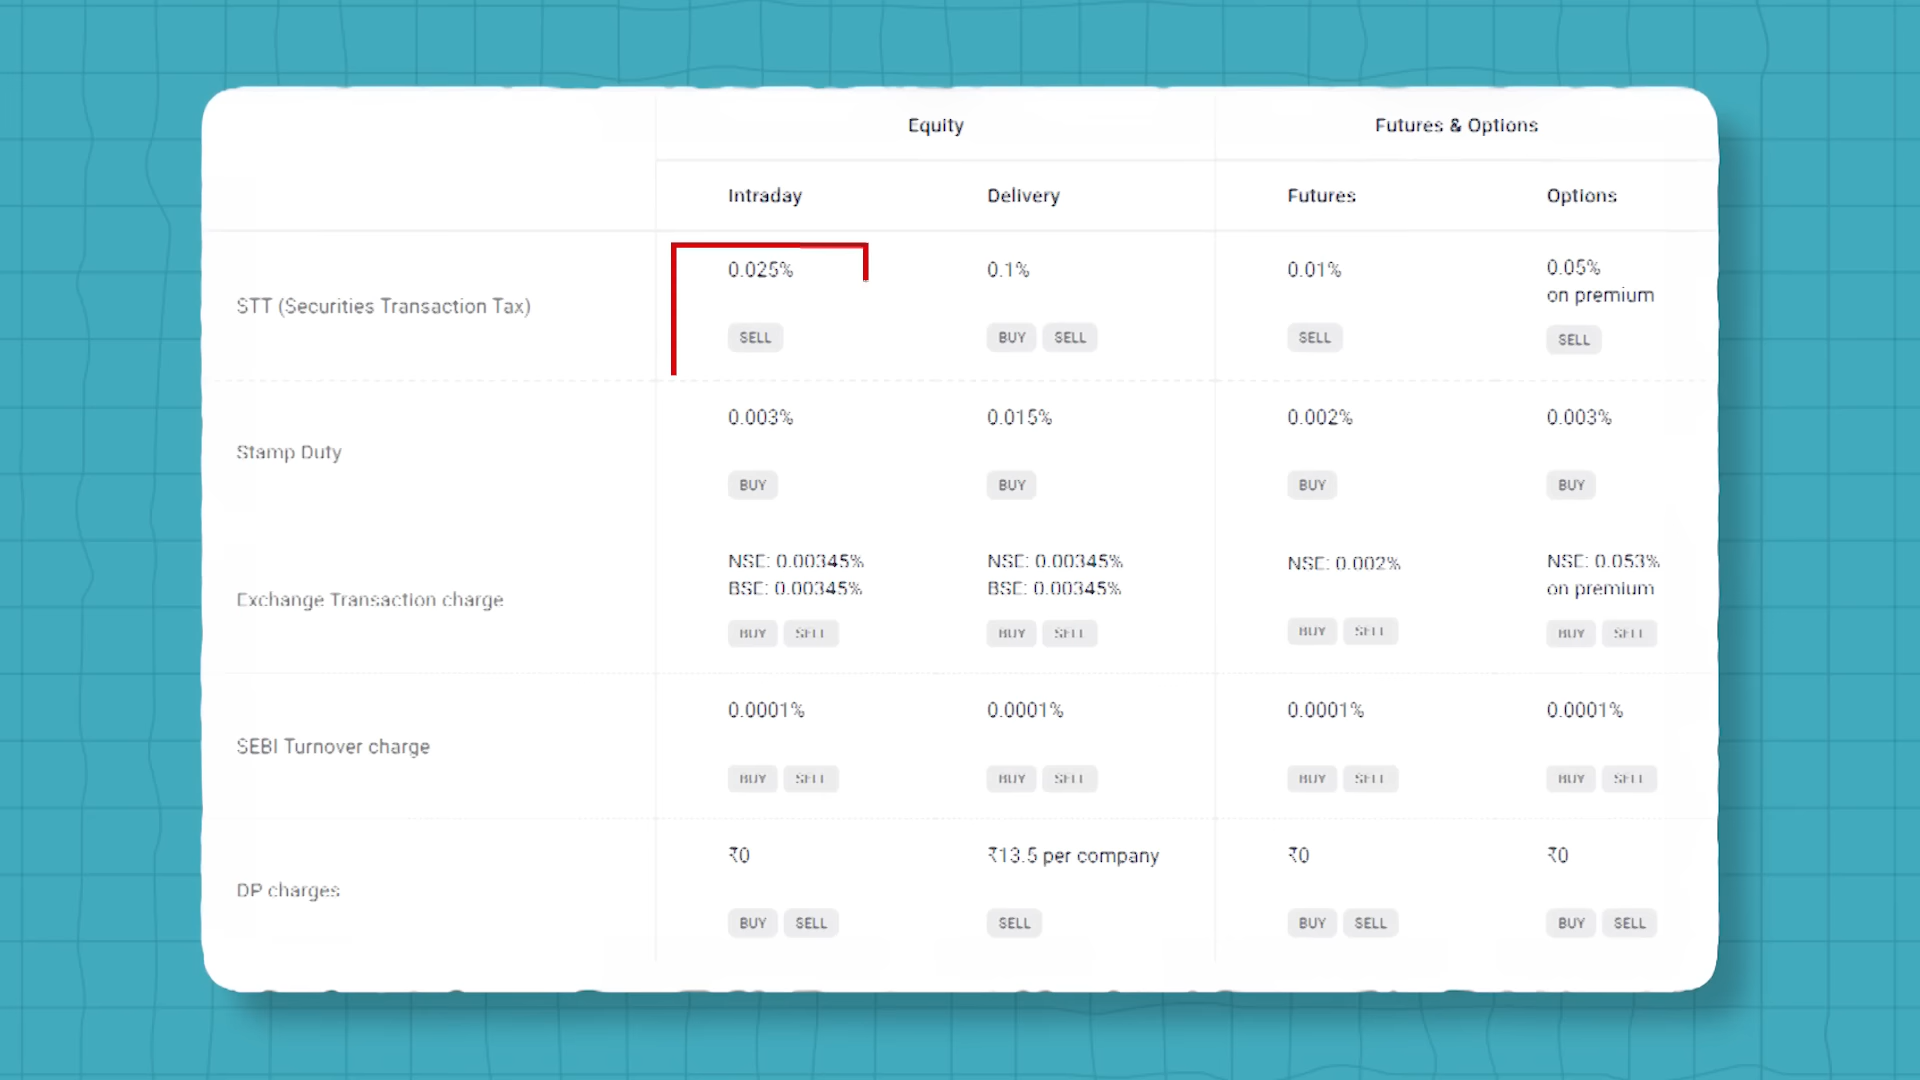 Equity
Futures & Options
Intraday
Delivery
Futures
Options
STT (Securities Transaction Tax)
0.025%
SELL
0.1%
BUY SELL
0.01%
SELL
0.05%
on premium
SELL
Stamp Duty
0.003%
BUY
0.015%
BUY
0.002%
BUY
0.003%
BUY
Exchange Transaction charge
NSE: 0.00345%
BSE: 0.00345%
BUY SELL
NSE: 0.00345%
BSE: 0.00345%
BUY SELL
NSE: 0.002%
BUY SELL
NSE: 0.053%
on premium
BUY SELL
SEBI Turnover charge
0.0001%
BUY SELL
0.0001%
BUY SELL
0.0001%
BUY SELL
0.0001%
BUY SELL
DP charges
₹0
BUY SELL
₹13.5 per company
SELL
₹0
BUY SELL
₹0
BUY SELL